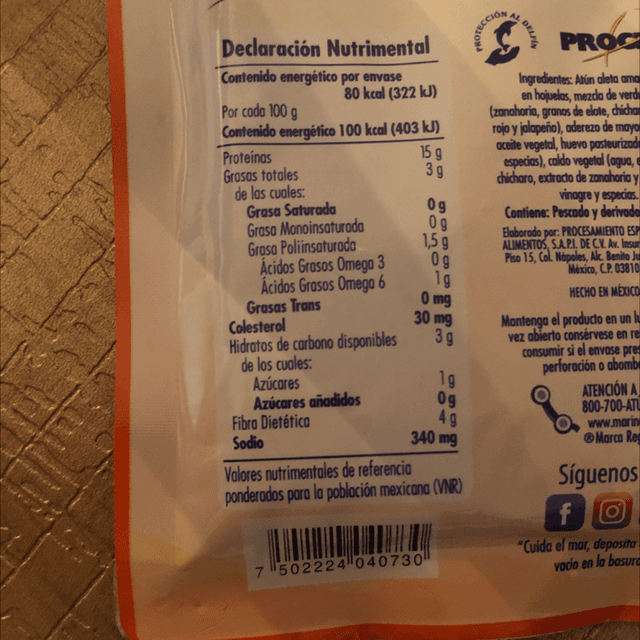 Declaración Nutrimental
Contenido energético por envase
80 kcal (322 kJ)
Por cada 100 g
Contenido energético 100 kcal (403 kJ)
Proteínas 15 g
Grasas totales 3 g
de las cuales:
Grasa Saturada 0 g
Grasa Monoinsaturada 0 g
Grasa Poliinsaturada 1,5 g
Ácidos Grasos Omega 3 0 g
Ácidos Grasos Omega 6 1 g
Grasas Trans 0 mg
Colesterol 30 mg
Hidratos de carbono disponibles 3 g
de los cuales:
Azúcares 1 g
Azúcares añadidos 0 g
Fibra Dietética 4 g
Sodio 340 mg
Valores nutrimentales de referencia
ponderados para la población mexicana (VNR)
7 502224 040730
PROTECCIÓN AL DELFÍN
Ingredientes: Atún aleta
en hojuelas, mezcla de
(zanahoria, granos de elote,
rojo y jalapeño), aderezo de
aceite vegetal, huevo
especias), caldo vegetal (agua,
chícharo, extracto de zanahoria y
vinagre y especias.
Contiene: Pescado y
Elaborado por: PROCESAMIENTO
ALIMENTOS, S.A.P.I. DE C.V. Av.
Piso 15, Col. Nápoles, Alc. Benito
México, C.P.
HECHO EN MÉXICO
Mantenga el producto en un
vez abierto consérvese en
consumir si el envase
perforación o
ATENCIÓN A
800-700-
® Marca
Síguenos
"Cuida el mar, deposita
vacío en la